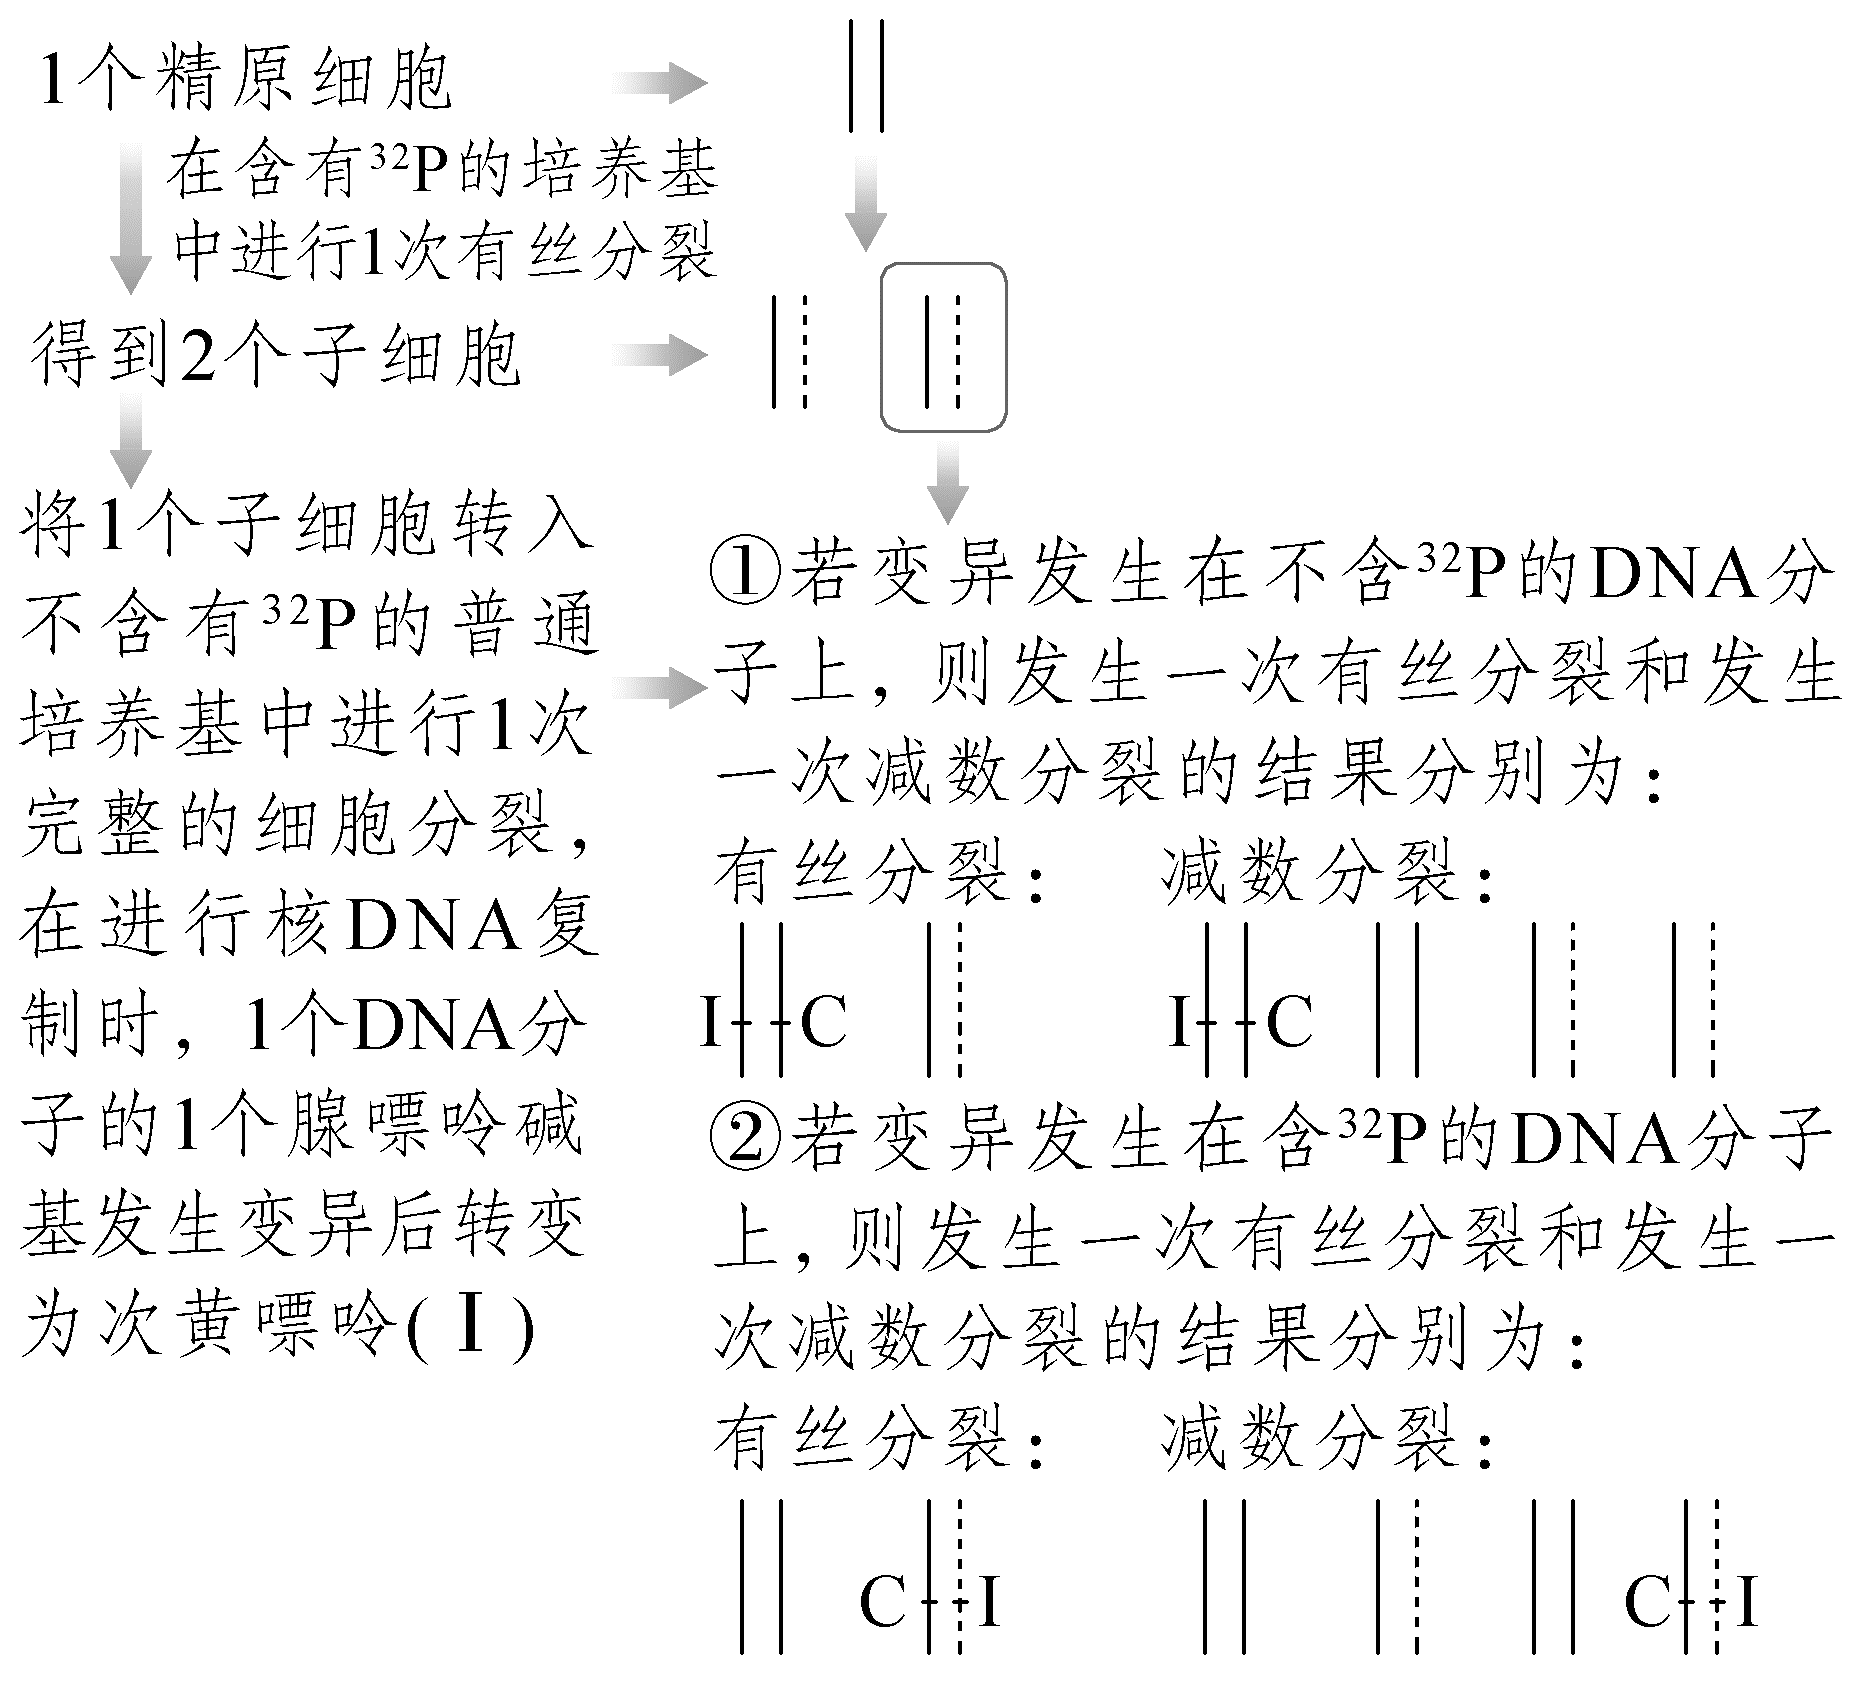 1个精原细胞
在含有³²P的培养基
中进行1次有丝分裂
得到2个子细胞
将1个子细胞转入
不含有³²P的普通
培养基中进行1次
完整的细胞分裂，
在进行核DNA复
制时，1个DNA分
子的1个腺嘌呤碱
基发生变异后转变
为次黄嘌呤(I)
①若变异发生在不含³²P的DNA分
子上，则发生一次有丝分裂和发生
一次减数分裂的结果分别为：
有丝分裂： 减数分裂：
I C I C
②若变异发生在含³²P的DNA分子
上，则发生一次有丝分裂和发生一
次减数分裂的结果分别为：
有丝分裂： 减数分裂：
C I C I